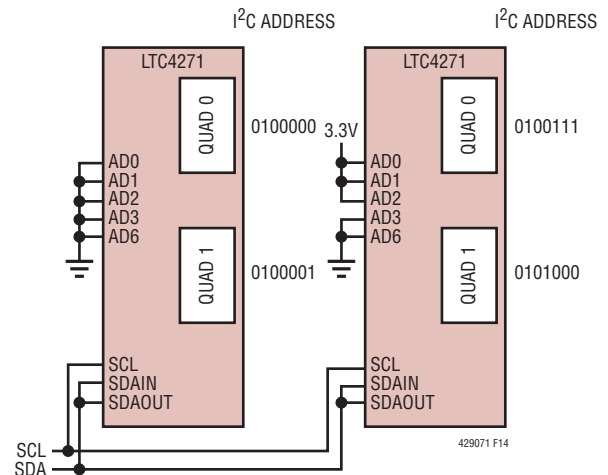 I²C ADDRESS
I²C ADDRESS
LTC4271
QUAD 0
0100000
AD0
AD1
AD2
AD3
AD6
QUAD 1
0100001
SCL
SDAIN
SDAOUT
LTC4271
QUAD 0
0100111
3.3V
AD0
AD1
AD2
AD3
AD6
QUAD 1
0101000
SCL
SDAIN
SDAOUT
SCL
SDA
429071 F14